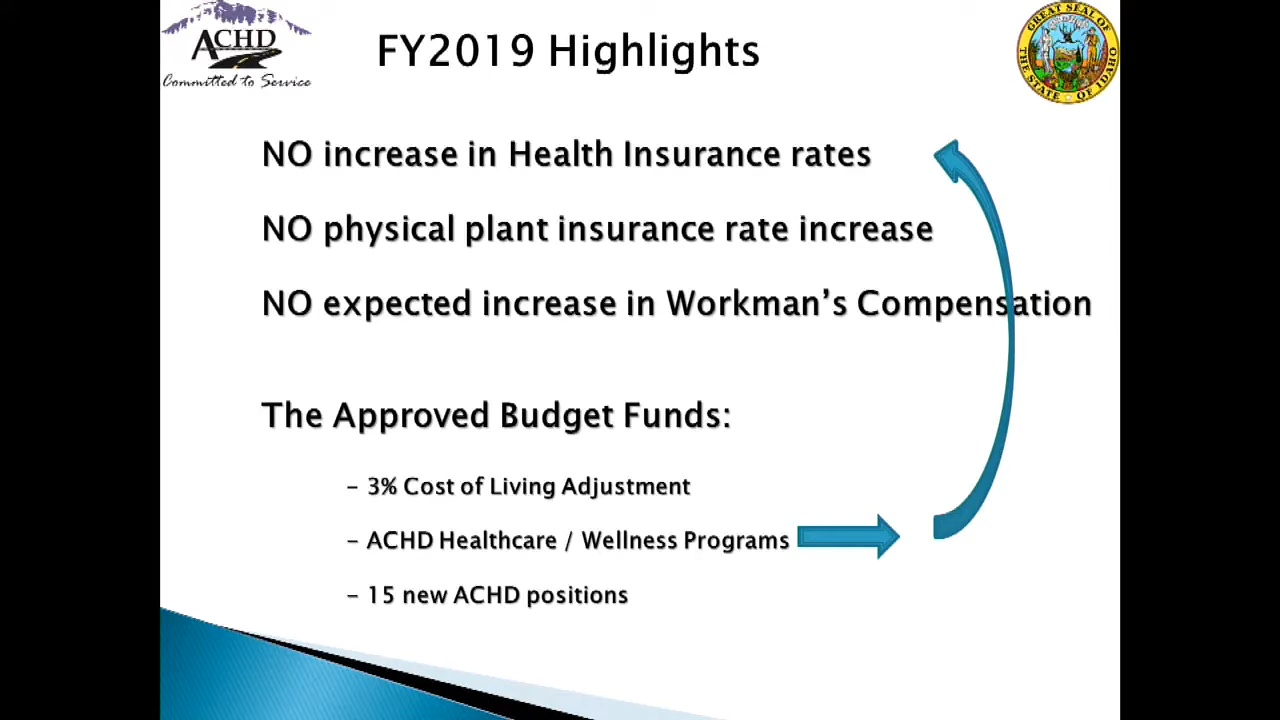 ACHD
Committed to Service
FY2019 Highlights
GREAT SEAL OF
THE STATE OF IDAHO
NO increase in Health Insurance rates
NO physical plant insurance rate increase
NO expected increase in Workman’s Compensation
The Approved Budget Funds:
- 3% Cost of Living Adjustment
- ACHD Healthcare / Wellness Programs
- 15 new ACHD positions